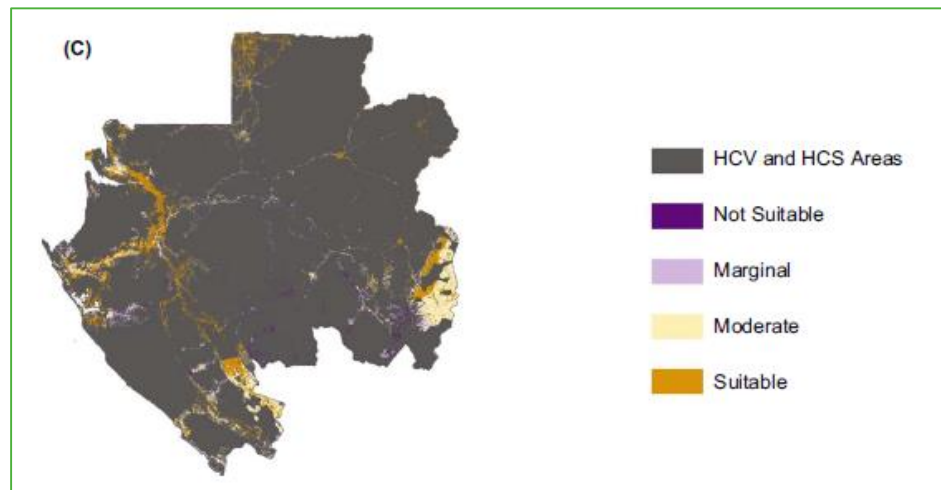 (C)
HCV and HCS Areas
Not Suitable
Marginal
Moderate
Suitable